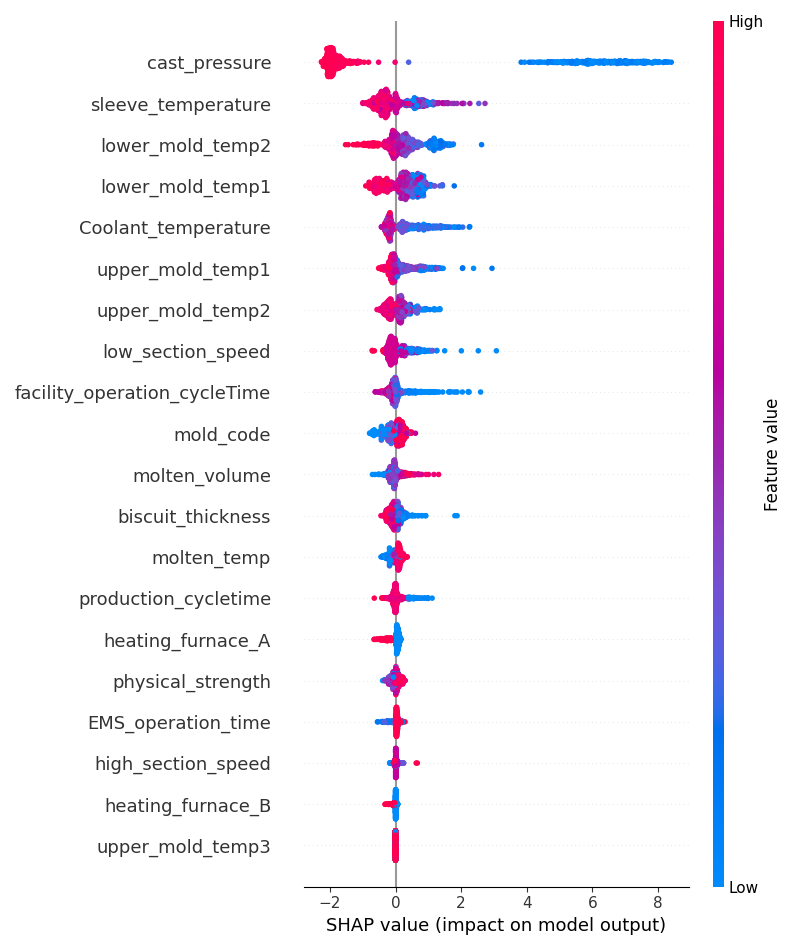 High
cast_pressure
sleeve_temperature
lower_mold_temp2
lower_mold_temp1
Coolant_temperature
upper_mold_temp1
upper_mold_temp2
low_section_speed
facility_operation_cycleTime
mold_code
molten_volume
biscuit_thickness
molten_temp
production_cycletime
heating_furnace_A
physical_strength
EMS_operation_time
high_section_speed
heating_furnace_B
upper_mold_temp3
Feature value
Low
−2 0 2 4 6 8
SHAP value (impact on model output)